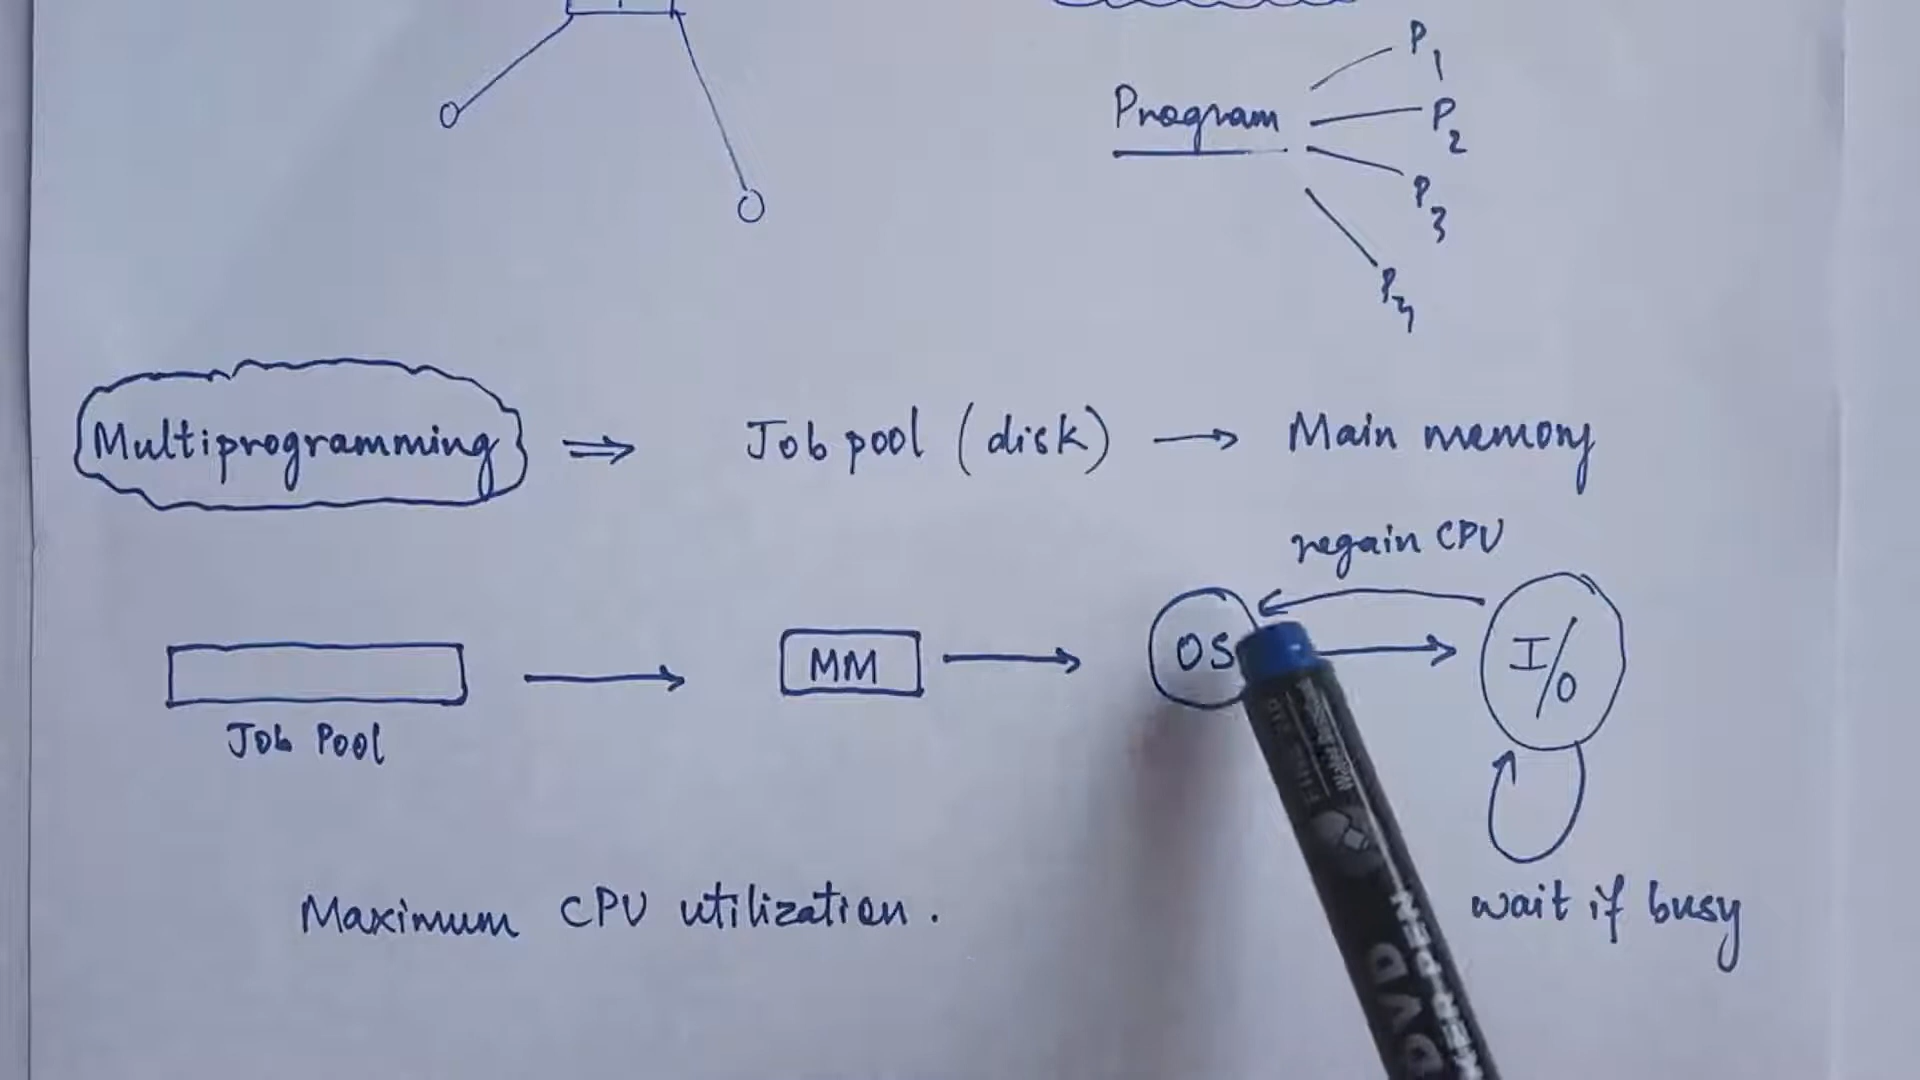 P1
Program
P2
P3
P4
Multiprogramming ⇒ Job pool (disk) → Main memory
regain CPU
MM
OS
I/O
Job Pool
Maximum CPU utilization.
wait if busy
DVD